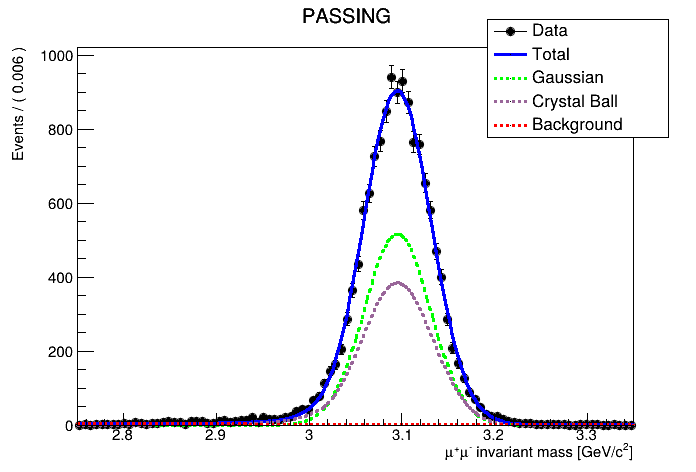 PASSING
Data
Total
Gaussian
Crystal Ball
Background
Events / ( 0.006 )
1000
800
600
400
200
0
2.8 2.9 3 3.1 3.2 3.3
μ⁺μ⁻ invariant mass [GeV/c²]